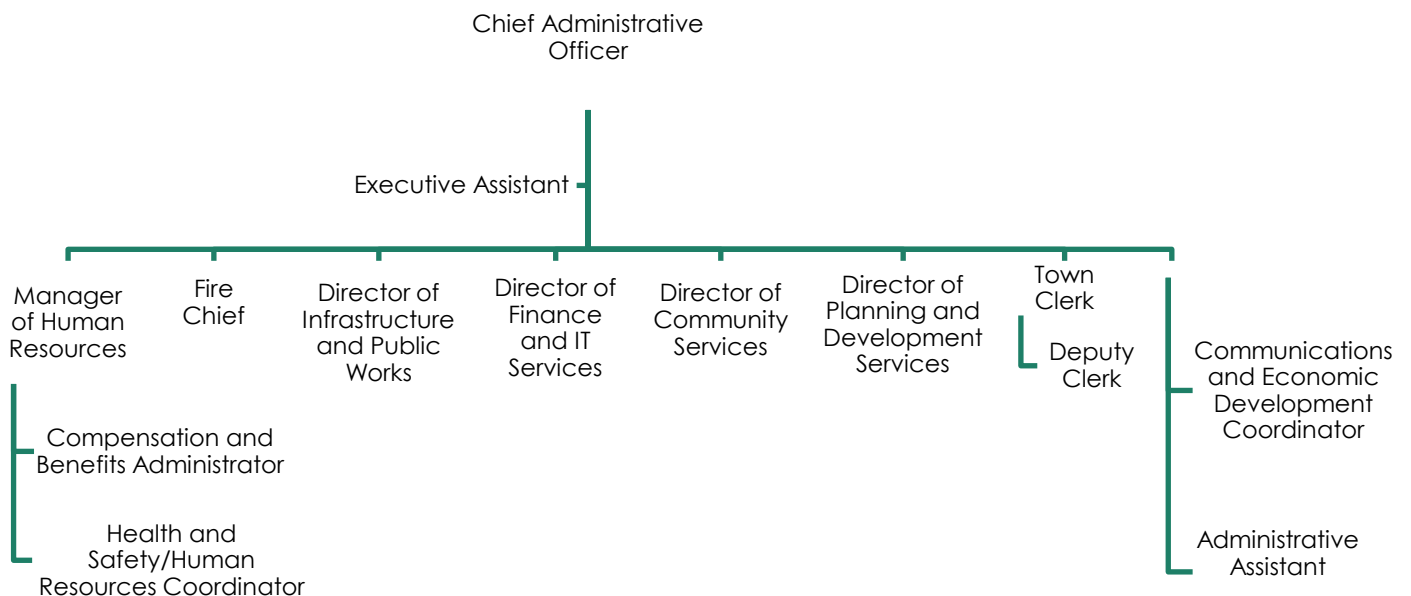 Chief Administrative
Officer
Executive Assistant
Manager
of Human
Resources
Fire
Chief
Director of
Infrastructure
and Public
Works
Director of
Finance
and IT
Services
Director of
Community
Services
Director of
Planning and
Development
Services
Town
Clerk
Deputy
Clerk
Communications
and Economic
Development
Coordinator
Compensation and
Benefits Administrator
Health and
Safety/Human
Resources Coordinator
Administrative
Assistant